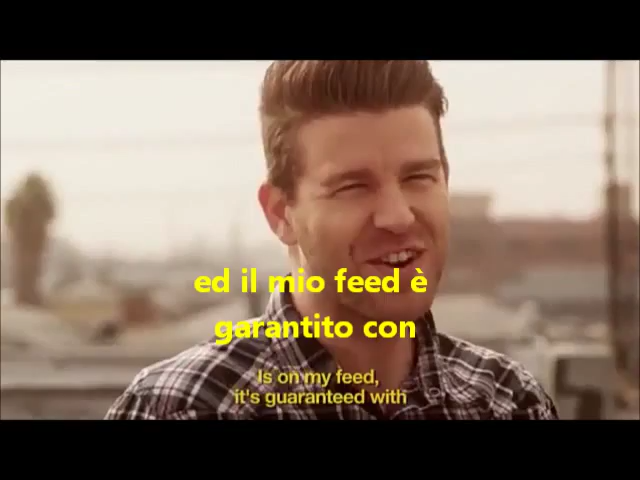 ed il mio feed è
garantito con
Is on my feed,
it's guaranteed with